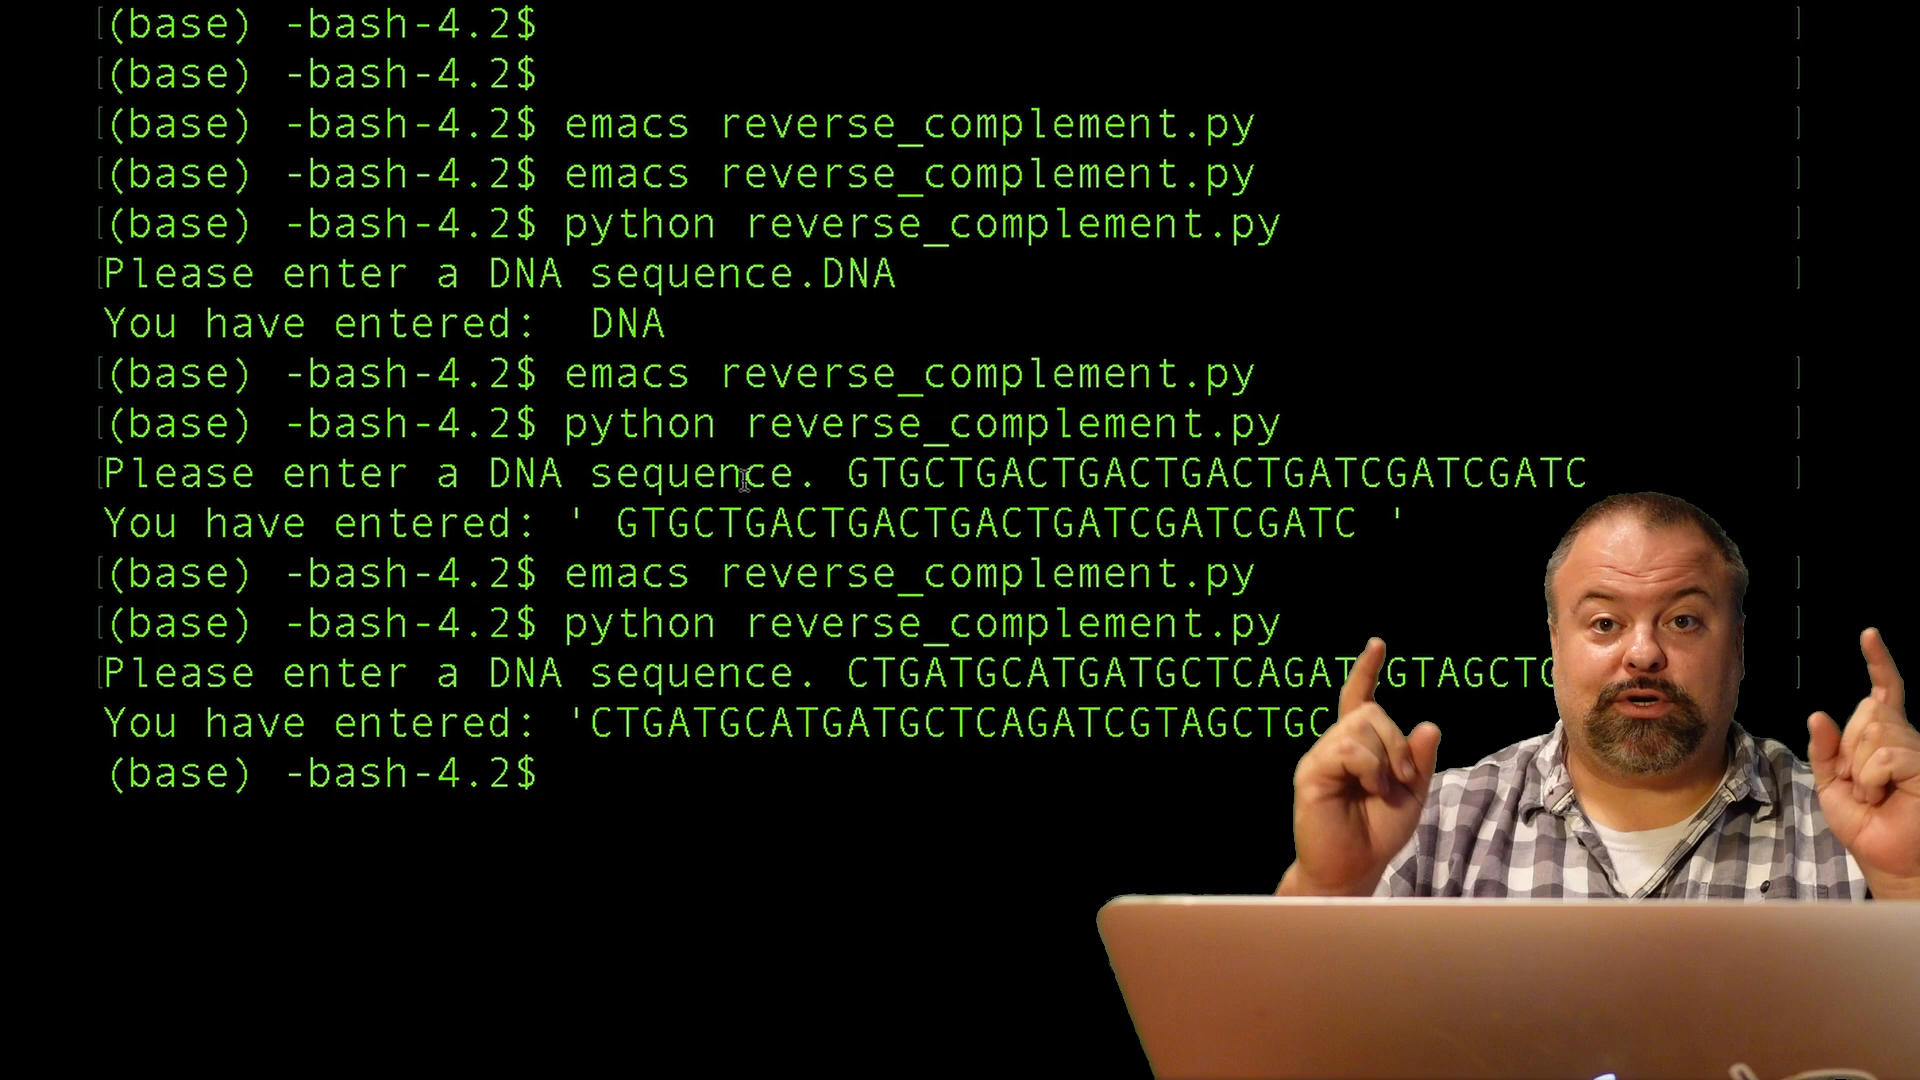 (base) -bash-4.2$
(base) -bash-4.2$
(base) -bash-4.2$ emacs reverse_complement.py
(base) -bash-4.2$ emacs reverse_complement.py
(base) -bash-4.2$ python reverse_complement.py
Please enter a DNA sequence.DNA
You have entered:  DNA
(base) -bash-4.2$ emacs reverse_complement.py
(base) -bash-4.2$ python reverse_complement.py
Please enter a DNA sequence. GTGCTGACTGACTGACTGATCGATCGATC
You have entered: ' GTGCTGACTGACTGACTGATCGATCGATC '
(base) -bash-4.2$ emacs reverse_complement.py
(base) -bash-4.2$ python reverse_complement.py
Please enter a DNA sequence.
You have entered: 'CTGATGCATGATGCTCAGATCGTAGCTGC
(base) -bash-4.2$